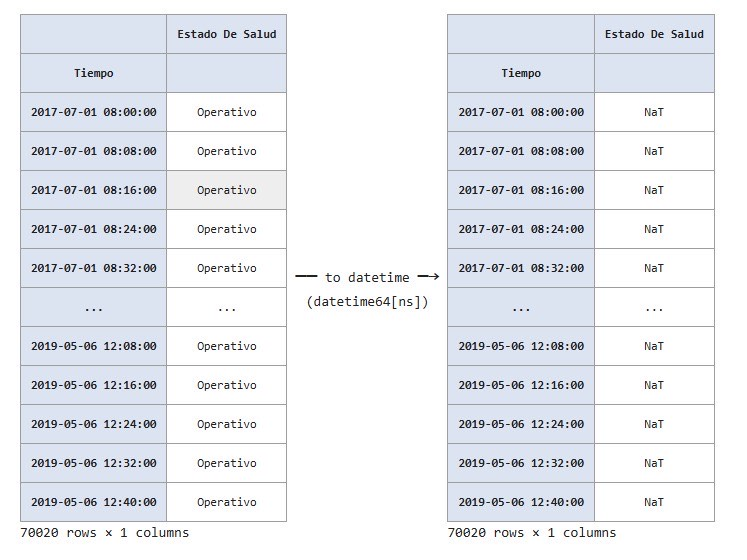 Estado De Salud
Tiempo
2017-07-01 08:00:00 Operativo
2017-07-01 08:08:00 Operativo
2017-07-01 08:16:00 Operativo
2017-07-01 08:24:00 Operativo
2017-07-01 08:32:00 Operativo
... ...
2019-05-06 12:08:00 Operativo
2019-05-06 12:16:00 Operativo
2019-05-06 12:24:00 Operativo
2019-05-06 12:32:00 Operativo
2019-05-06 12:40:00 Operativo
70020 rows × 1 columns
to datetime
(datetime64[ns])
Estado De Salud
Tiempo
2017-07-01 08:00:00 NaT
2017-07-01 08:08:00 NaT
2017-07-01 08:16:00 NaT
2017-07-01 08:24:00 NaT
2017-07-01 08:32:00 NaT
... ...
2019-05-06 12:08:00 NaT
2019-05-06 12:16:00 NaT
2019-05-06 12:24:00 NaT
2019-05-06 12:32:00 NaT
2019-05-06 12:40:00 NaT
70020 rows × 1 columns